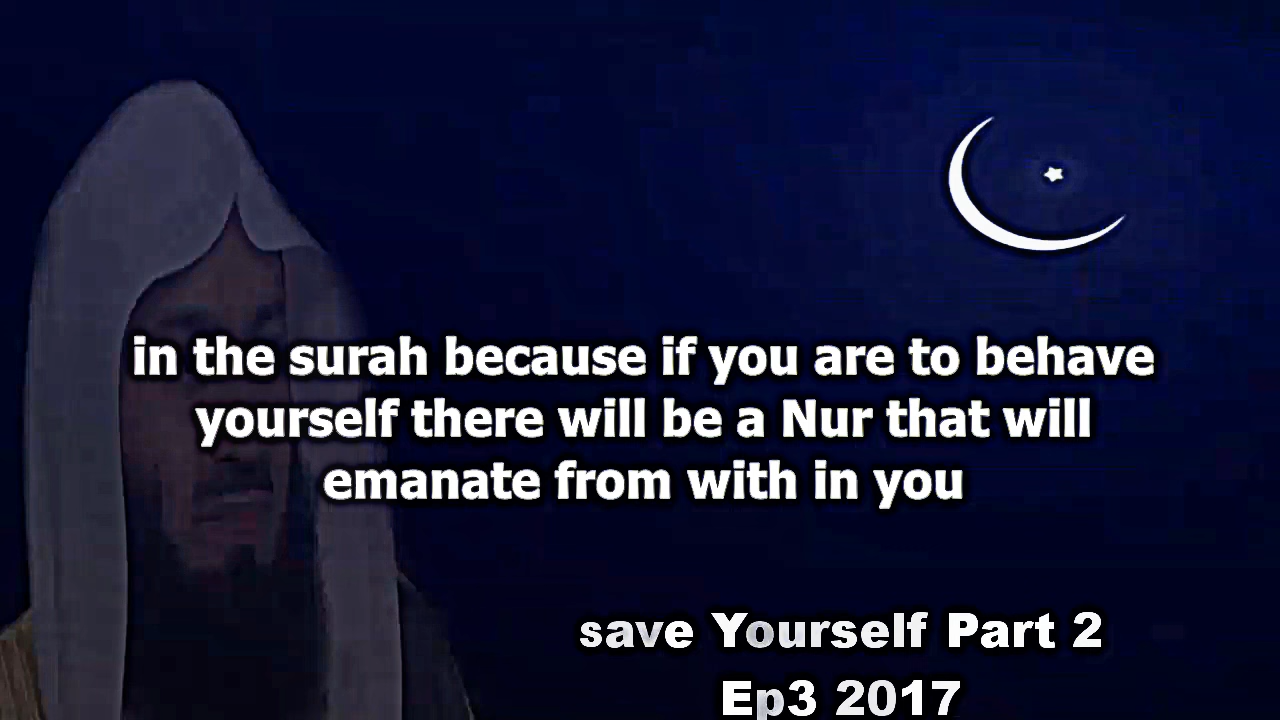 in the surah because if you are to behave
yourself there will be a Nur that will
emanate from with in you
save Yourself Part 2
Ep3 2017